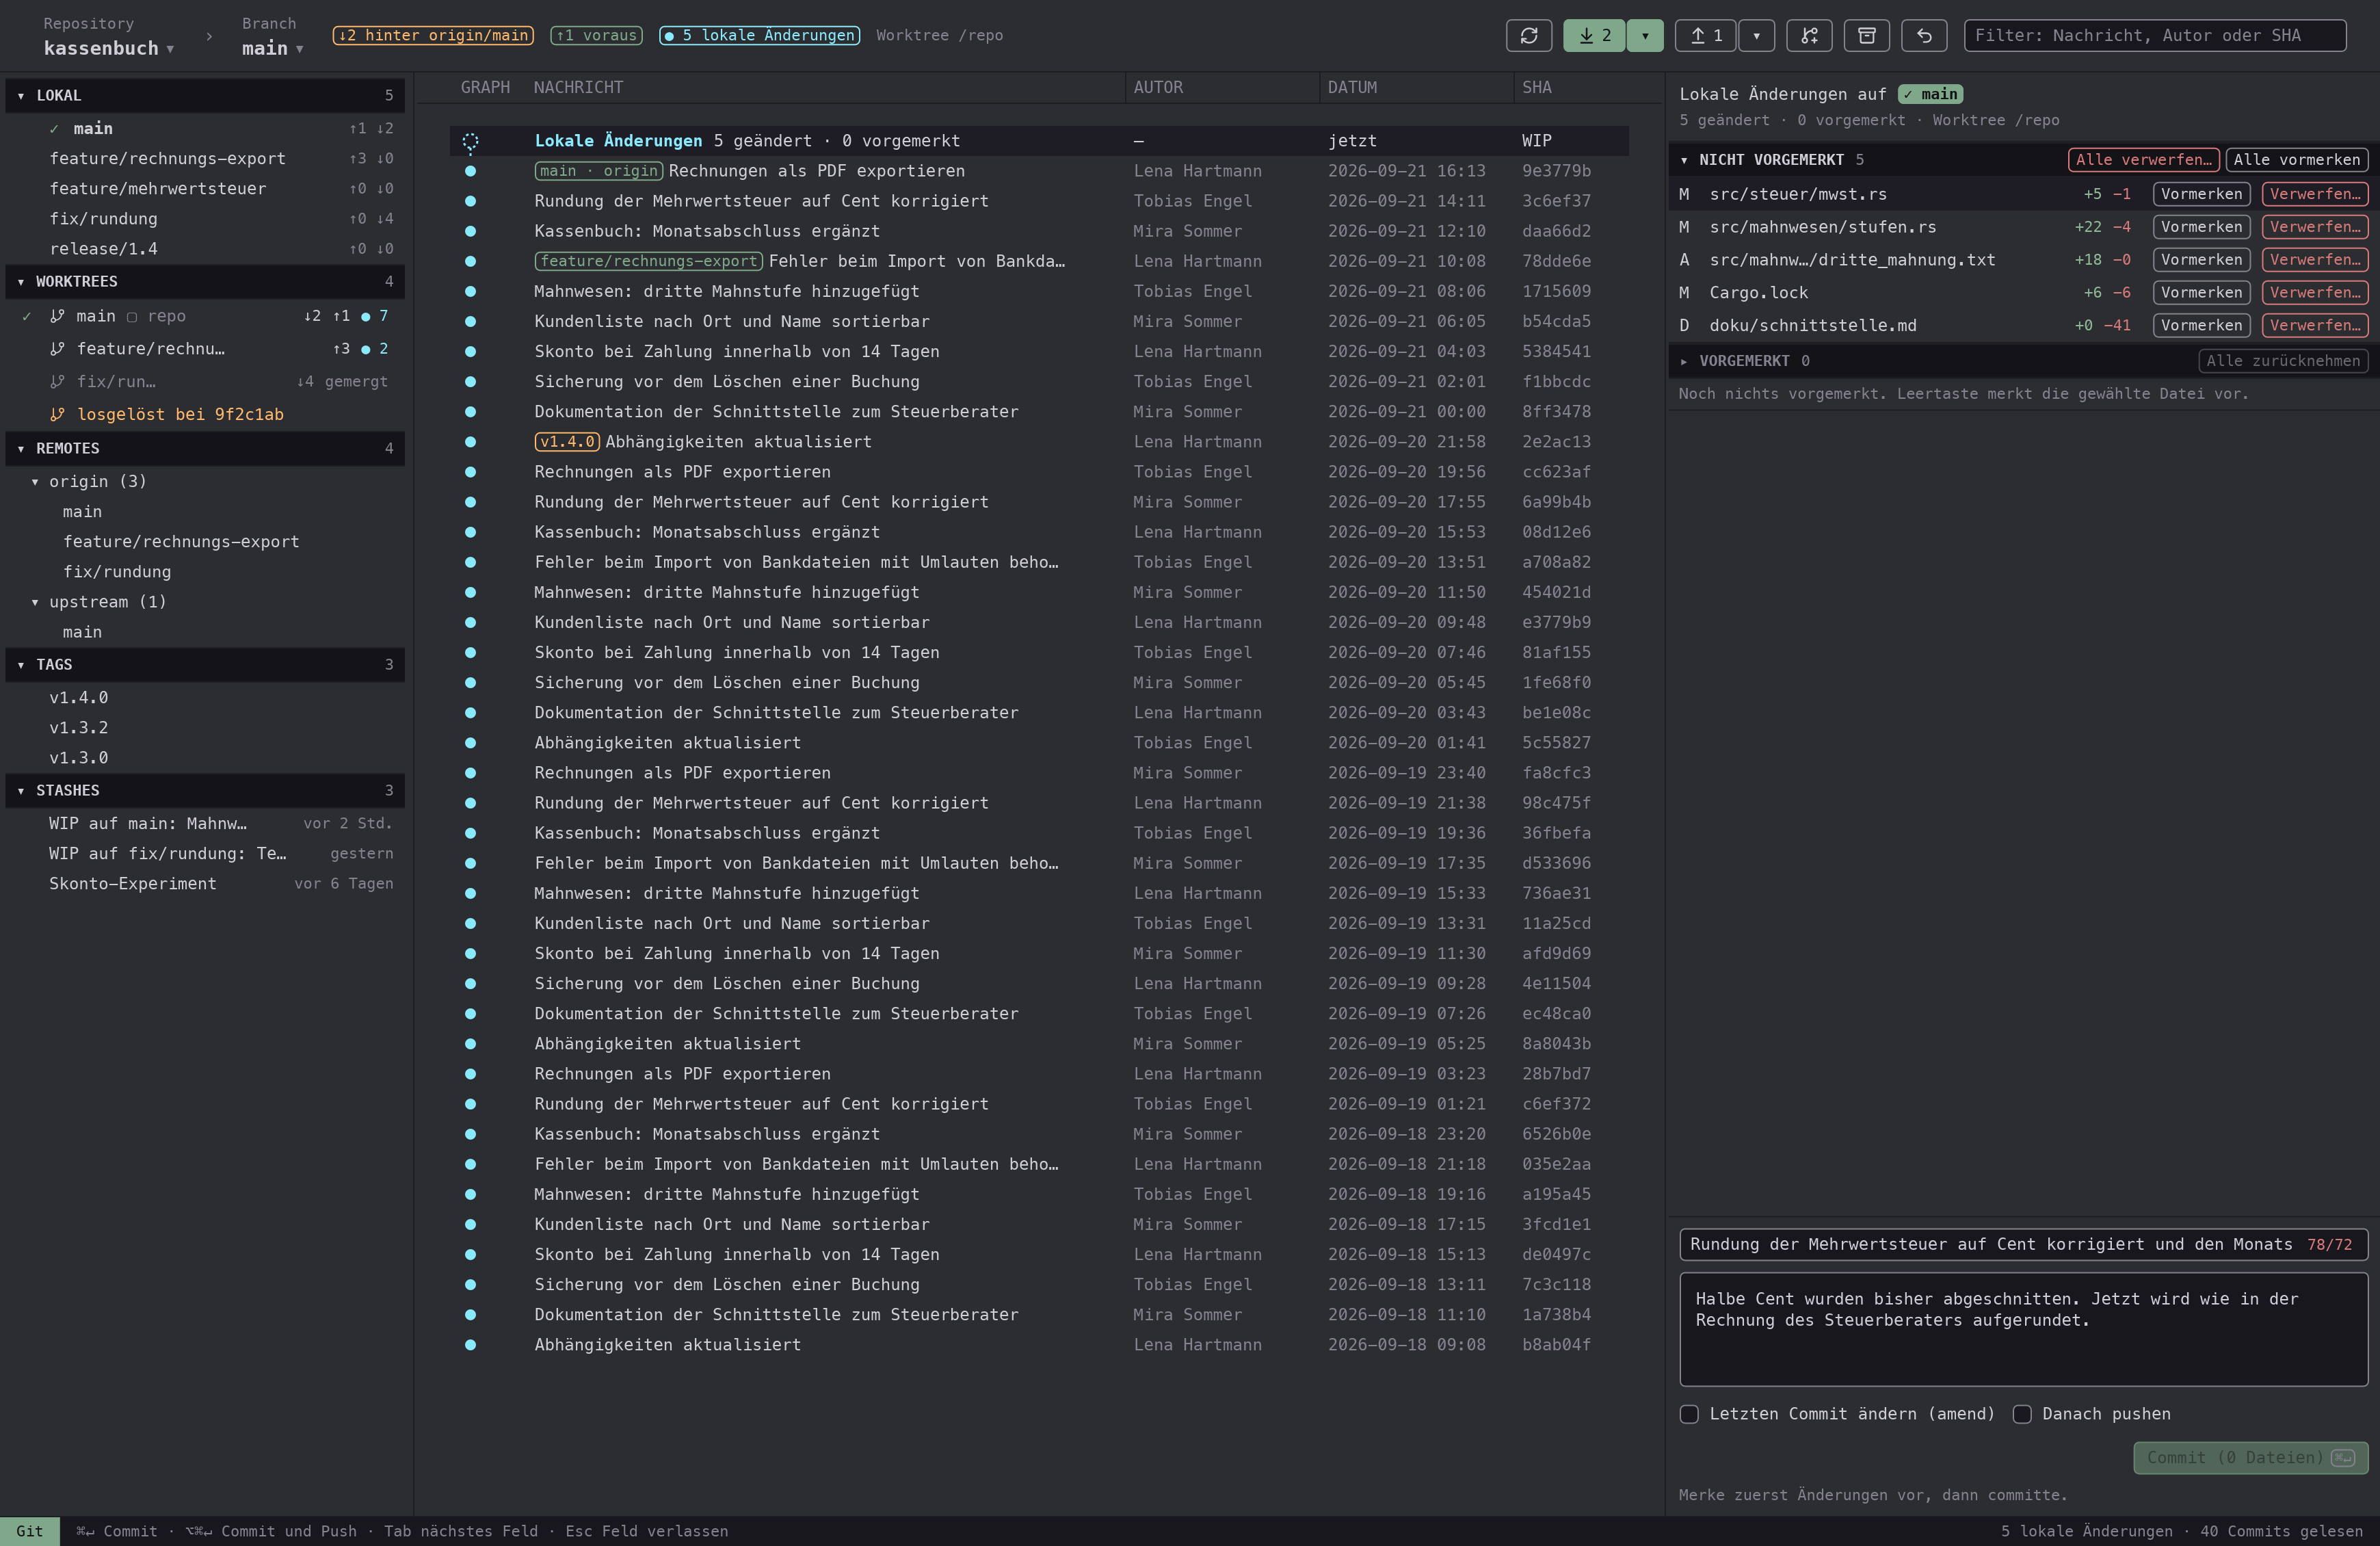 Repository
kassenbuch ▾
›
Branch
main ▾
↓2 hinter origin/main ↑1 voraus ● 5 lokale Änderungen Worktree /repo
2 ▾ 1 ▾ Filter: Nachricht, Autor oder SHA
▾ LOKAL 5
✓ main ↑1 ↓2
feature/rechnungs-export ↑3 ↓0
feature/mehrwertsteuer ↑0 ↓0
fix/rundung ↑0 ↓4
release/1.4 ↑0 ↓0
▾ WORKTREES 4
✓ main ▢ repo ↓2 ↑1 ● 7
feature/rechnu… ↑3 ● 2
fix/run… ↓4 gemergt
losgelöst bei 9f2c1ab
▾ REMOTES 4
▾ origin (3)
main
feature/rechnungs-export
fix/rundung
▾ upstream (1)
main
▾ TAGS 3
v1.4.0
v1.3.2
v1.3.0
▾ STASHES 3
WIP auf main: Mahnw… vor 2 Std.
WIP auf fix/rundung: Te… gestern
Skonto-Experiment vor 6 Tagen
GRAPH NACHRICHT AUTOR DATUM SHA
Lokale Änderungen 5 geändert · 0 vorgemerkt — jetzt WIP
main · origin Rechnungen als PDF exportieren Lena Hartmann 2026-09-21 16:13 9e3779b
Rundung der Mehrwertsteuer auf Cent korrigiert Tobias Engel 2026-09-21 14:11 3c6ef37
Kassenbuch: Monatsabschluss ergänzt Mira Sommer 2026-09-21 12:10 daa66d2
feature/rechnungs-export Fehler beim Import von Bankda… Lena Hartmann 2026-09-21 10:08 78dde6e
Mahnwesen: dritte Mahnstufe hinzugefügt Tobias Engel 2026-09-21 08:06 1715609
Kundenliste nach Ort und Name sortierbar Mira Sommer 2026-09-21 06:05 b54cda5
Skonto bei Zahlung innerhalb von 14 Tagen Lena Hartmann 2026-09-21 04:03 5384541
Sicherung vor dem Löschen einer Buchung Tobias Engel 2026-09-21 02:01 f1bbcdc
Dokumentation der Schnittstelle zum Steuerberater Mira Sommer 2026-09-21 00:00 8ff3478
v1.4.0 Abhängigkeiten aktualisiert Lena Hartmann 2026-09-20 21:58 2e2ac13
Rechnungen als PDF exportieren Tobias Engel 2026-09-20 19:56 cc623af
Rundung der Mehrwertsteuer auf Cent korrigiert Mira Sommer 2026-09-20 17:55 6a99b4b
Kassenbuch: Monatsabschluss ergänzt Lena Hartmann 2026-09-20 15:53 08d12e6
Fehler beim Import von Bankdateien mit Umlauten beho… Tobias Engel 2026-09-20 13:51 a708a82
Mahnwesen: dritte Mahnstufe hinzugefügt Mira Sommer 2026-09-20 11:50 454021d
Kundenliste nach Ort und Name sortierbar Lena Hartmann 2026-09-20 09:48 e3779b9
Skonto bei Zahlung innerhalb von 14 Tagen Tobias Engel 2026-09-20 07:46 81af155
Sicherung vor dem Löschen einer Buchung Mira Sommer 2026-09-20 05:45 1fe68f0
Dokumentation der Schnittstelle zum Steuerberater Lena Hartmann 2026-09-20 03:43 be1e08c
Abhängigkeiten aktualisiert Tobias Engel 2026-09-20 01:41 5c55827
Rechnungen als PDF exportieren Mira Sommer 2026-09-19 23:40 fa8cfc3
Rundung der Mehrwertsteuer auf Cent korrigiert Lena Hartmann 2026-09-19 21:38 98c475f
Kassenbuch: Monatsabschluss ergänzt Tobias Engel 2026-09-19 19:36 36fbefa
Fehler beim Import von Bankdateien mit Umlauten beho… Mira Sommer 2026-09-19 17:35 d533696
Mahnwesen: dritte Mahnstufe hinzugefügt Lena Hartmann 2026-09-19 15:33 736ae31
Kundenliste nach Ort und Name sortierbar Tobias Engel 2026-09-19 13:31 11a25cd
Skonto bei Zahlung innerhalb von 14 Tagen Mira Sommer 2026-09-19 11:30 afd9d69
Sicherung vor dem Löschen einer Buchung Lena Hartmann 2026-09-19 09:28 4e11504
Dokumentation der Schnittstelle zum Steuerberater Tobias Engel 2026-09-19 07:26 ec48ca0
Abhängigkeiten aktualisiert Mira Sommer 2026-09-19 05:25 8a8043b
Rechnungen als PDF exportieren Lena Hartmann 2026-09-19 03:23 28b7bd7
Rundung der Mehrwertsteuer auf Cent korrigiert Tobias Engel 2026-09-19 01:21 c6ef372
Kassenbuch: Monatsabschluss ergänzt Mira Sommer 2026-09-18 23:20 6526b0e
Fehler beim Import von Bankdateien mit Umlauten beho… Lena Hartmann 2026-09-18 21:18 035e2aa
Mahnwesen: dritte Mahnstufe hinzugefügt Tobias Engel 2026-09-18 19:16 a195a45
Kundenliste nach Ort und Name sortierbar Mira Sommer 2026-09-18 17:15 3fcd1e1
Skonto bei Zahlung innerhalb von 14 Tagen Lena Hartmann 2026-09-18 15:13 de0497c
Sicherung vor dem Löschen einer Buchung Tobias Engel 2026-09-18 13:11 7c3c118
Dokumentation der Schnittstelle zum Steuerberater Mira Sommer 2026-09-18 11:10 1a738b4
Abhängigkeiten aktualisiert Lena Hartmann 2026-09-18 09:08 b8ab04f
Lokale Änderungen auf ✓ main
5 geändert · 0 vorgemerkt · Worktree /repo
▾ NICHT VORGEMERKT 5 Alle verwerfen… Alle vormerken
M src/steuer/mwst.rs +5 −1 Vormerken Verwerfen…
M src/mahnwesen/stufen.rs +22 −4 Vormerken Verwerfen…
A src/mahnw…/dritte_mahnung.txt +18 −0 Vormerken Verwerfen…
M Cargo.lock +6 −6 Vormerken Verwerfen…
D doku/schnittstelle.md +0 −41 Vormerken Verwerfen…
▸ VORGEMERKT 0 Alle zurücknehmen
Noch nichts vorgemerkt. Leertaste merkt die gewählte Datei vor.
Rundung der Mehrwertsteuer auf Cent korrigiert und den Monats 78/72
Halbe Cent wurden bisher abgeschnitten. Jetzt wird wie in der
Rechnung des Steuerberaters aufgerundet.
Letzten Commit ändern (amend) Danach pushen
Commit (0 Dateien) ⌘↵
Merke zuerst Änderungen vor, dann committe.
Git ⌘↵ Commit · ⌥⌘↵ Commit und Push · Tab nächstes Feld · Esc Feld verlassen
5 lokale Änderungen · 40 Commits gelesen